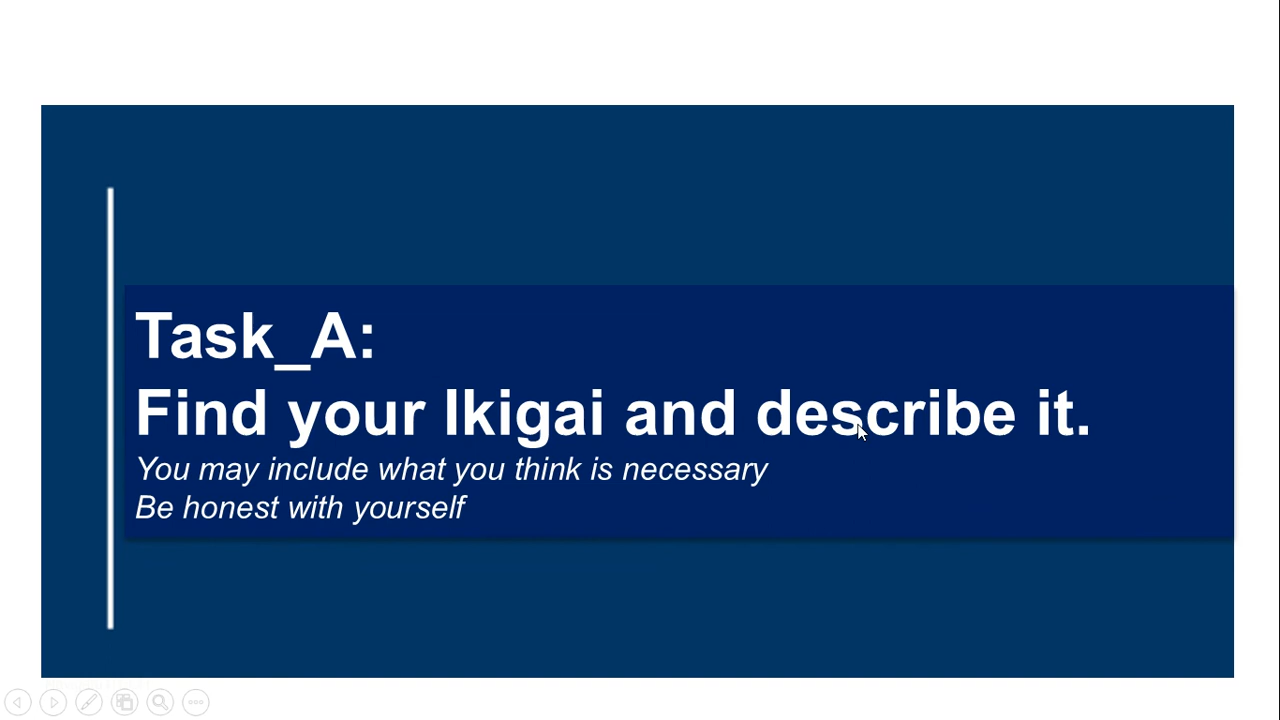 Task_A:
Find your Ikigai and describe it.
You may include what you think is necessary
Be honest with yourself